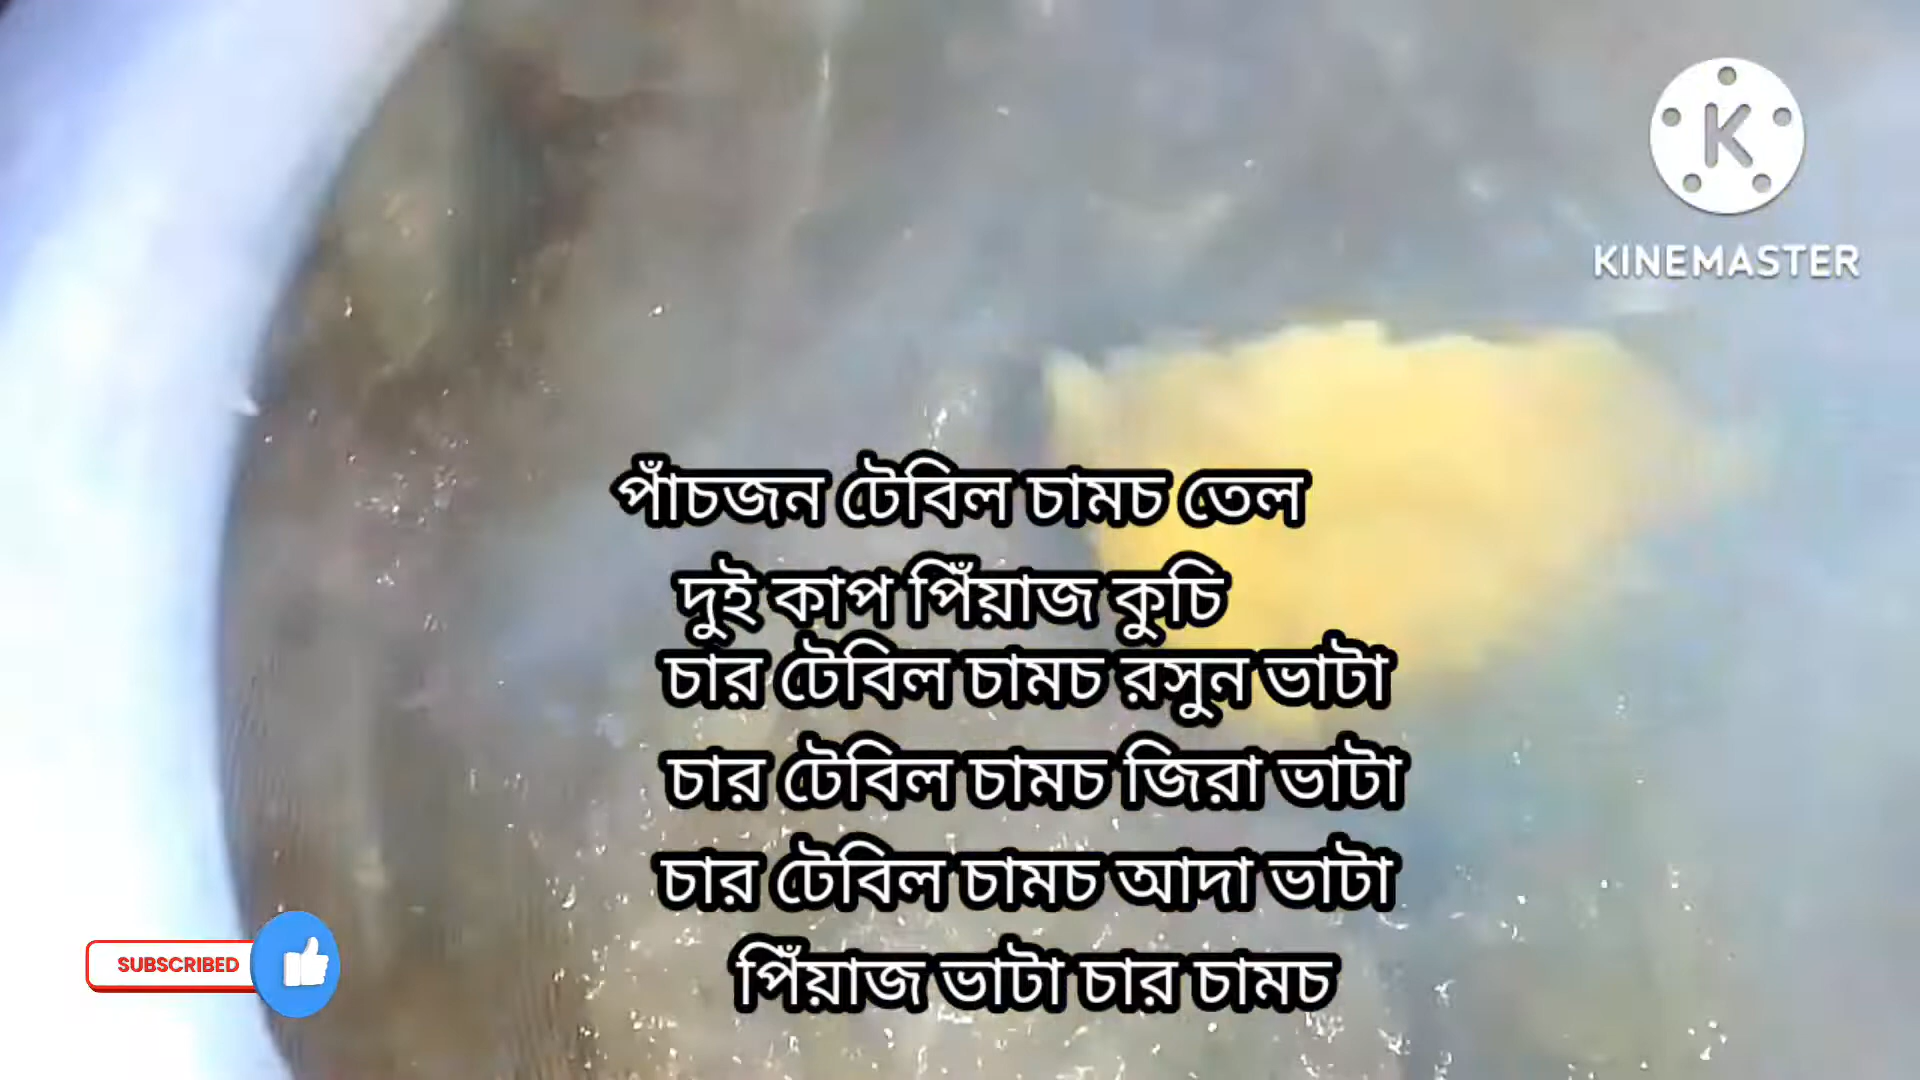 KINEMASTER
পাঁচজন টেবিল চামচ তেল
দুই কাপ পিঁয়াজ কুচি
চার টেবিল চামচ রসুন ভাটা
চার টেবিল চামচ জিরা ভাটা
চার টেবিল চামচ আদা ভাটা
পিঁয়াজ ভাটা চার চামচ
SUBSCRIBED